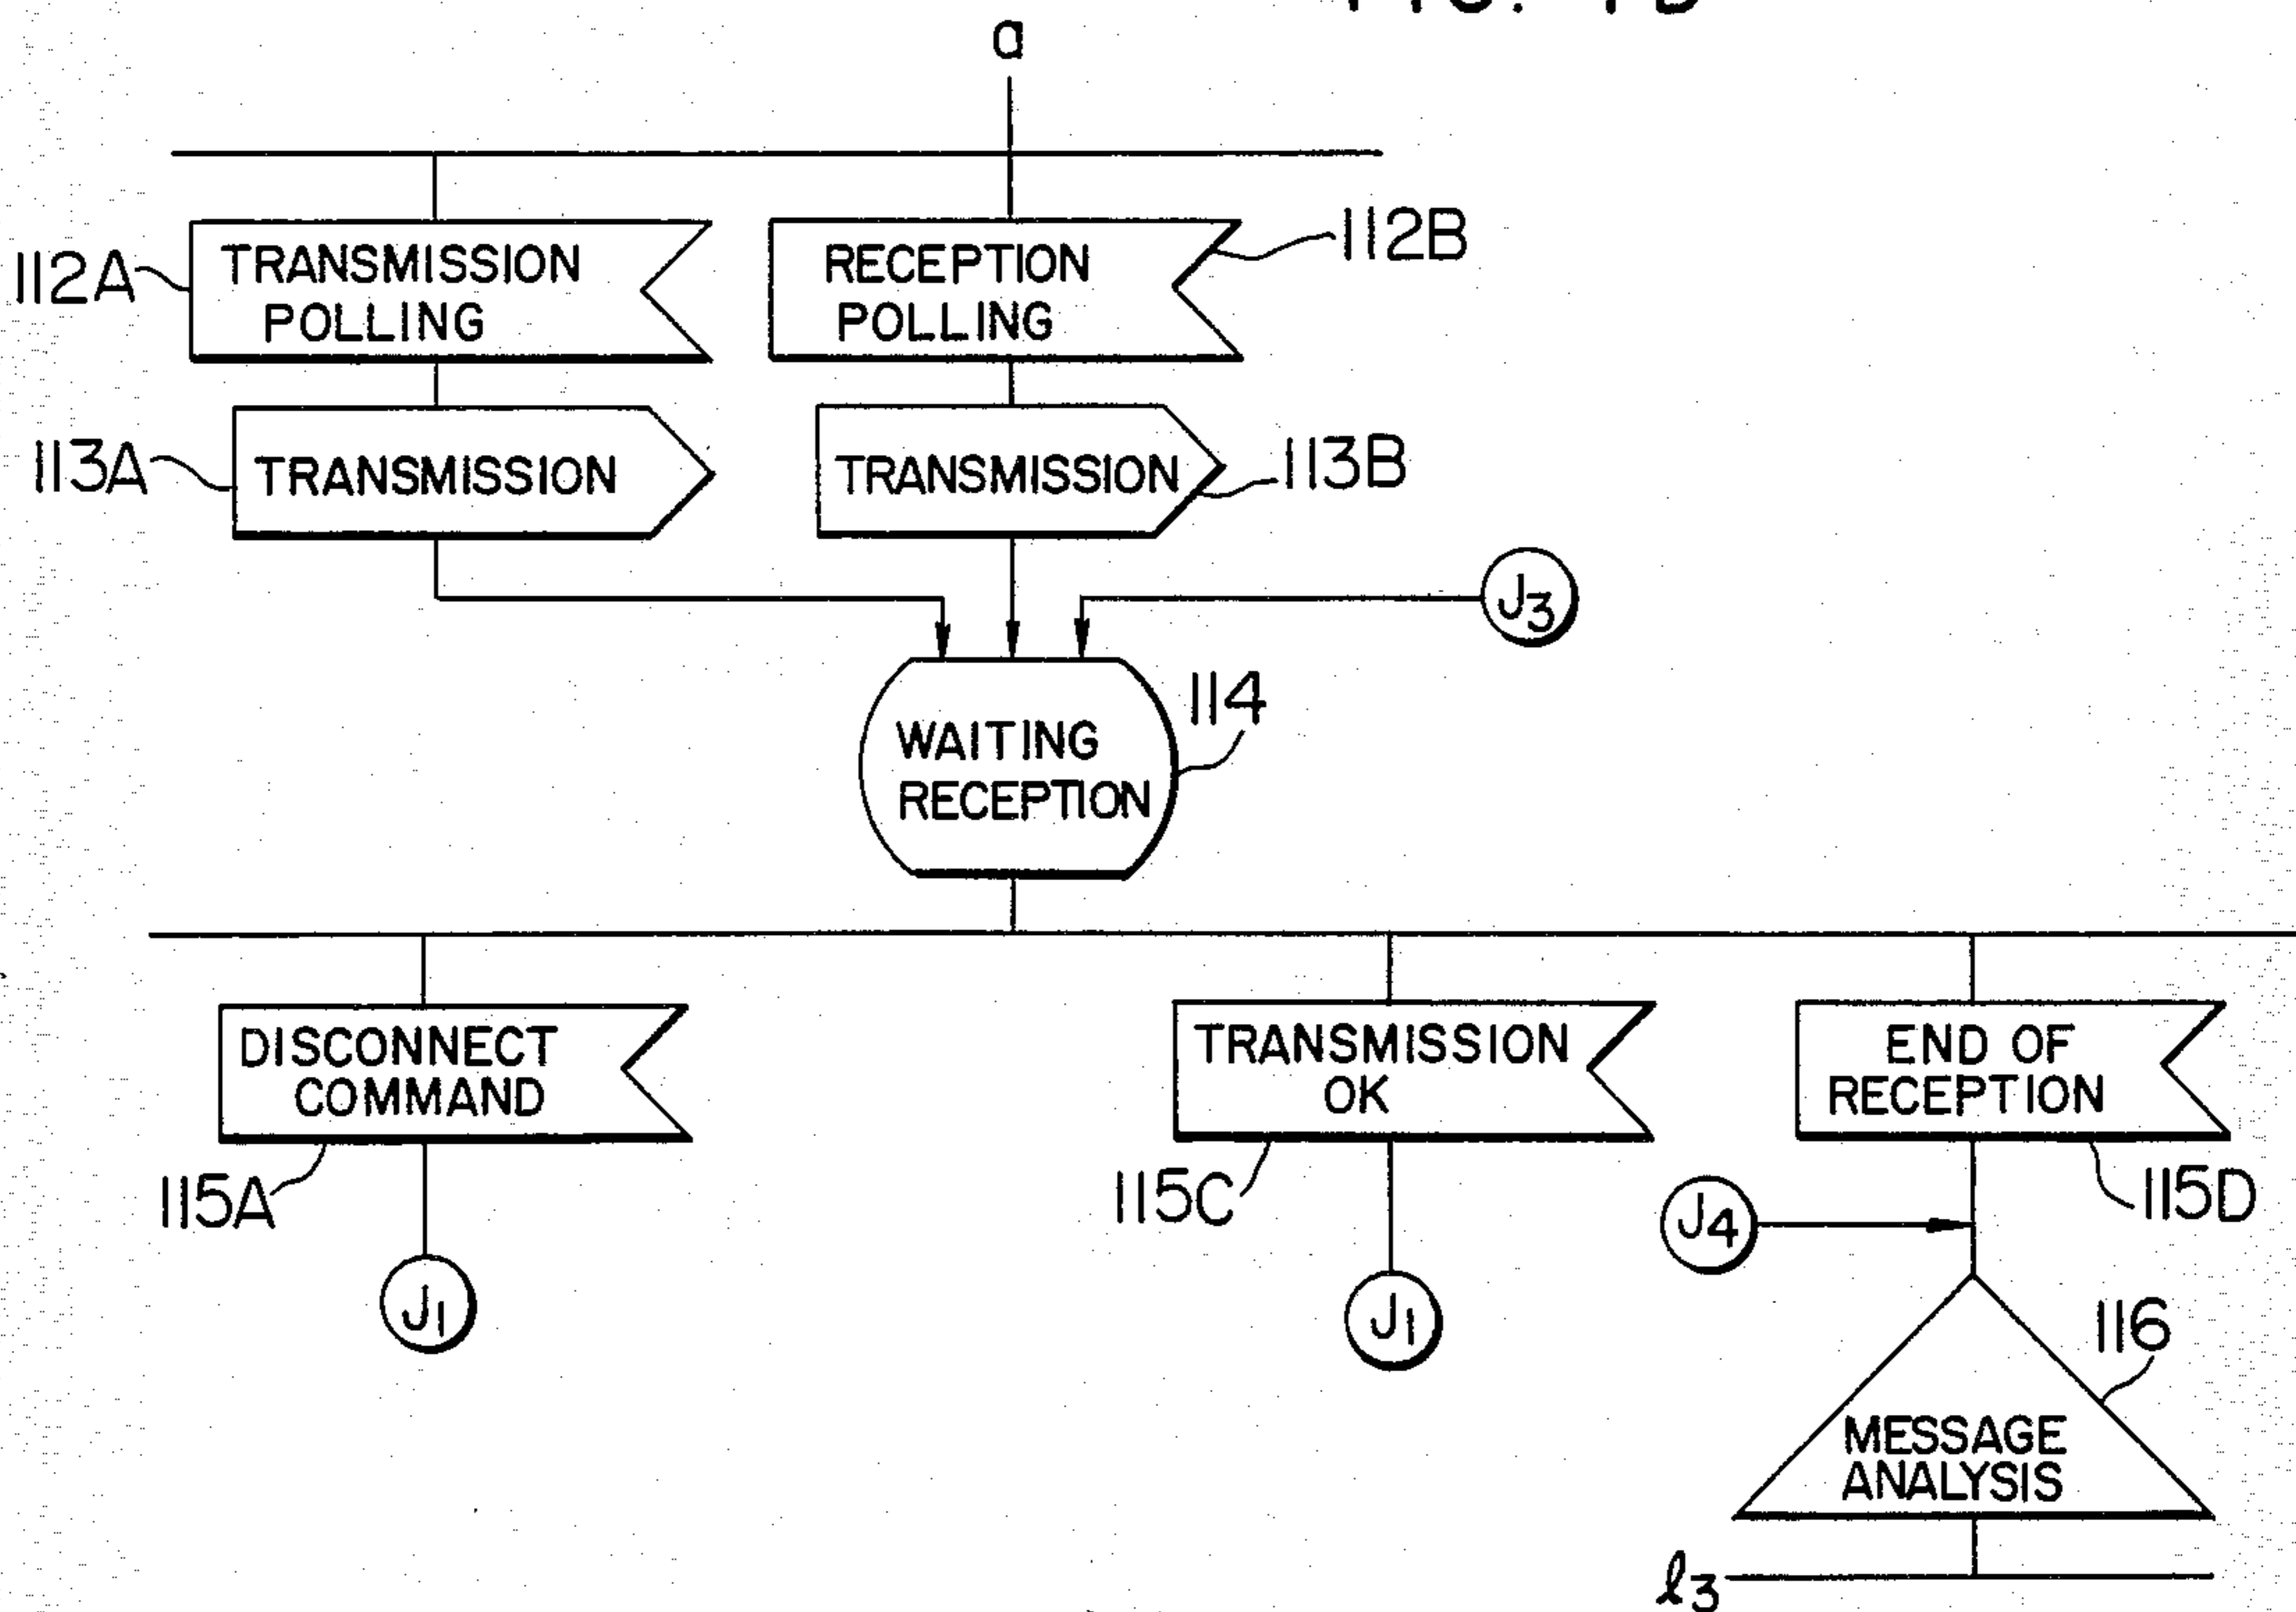 a
TRANSMISSION
POLLING
112A
RECEPTION
POLLING
112B
113A
TRANSMISSION
TRANSMISSION
113B
J3
WAITING
RECEPTION
114
DISCONNECT
COMMAND
115A
J1
TRANSMISSION
OK
115C
J1
END OF
RECEPTION
115D
J4
116
MESSAGE
ANALYSIS
ℓ3